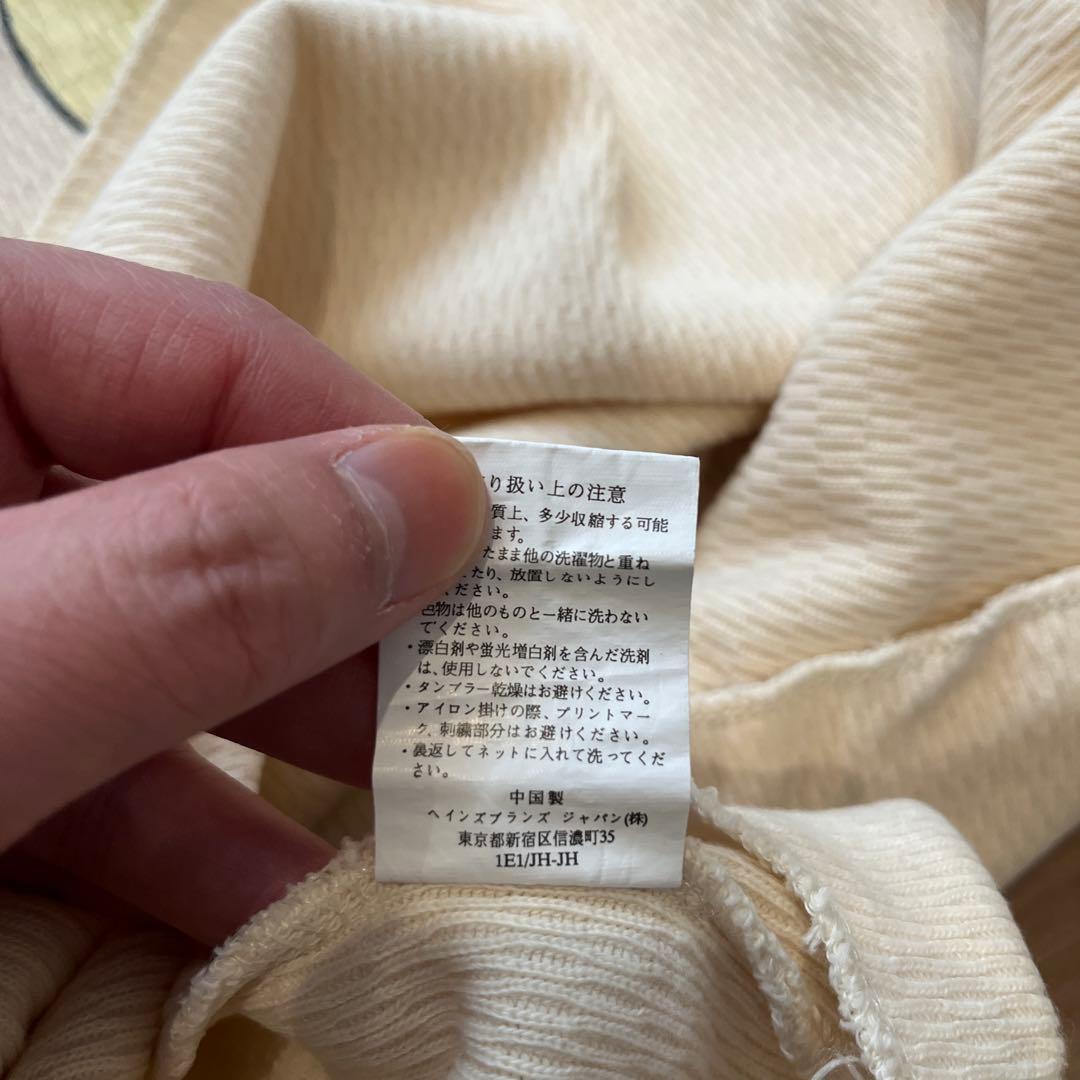 り扱い上の注意
質上、多少収縮する可能
ます。
たまま他の洗濯物と重ね
たり、放置しないようにし
ください。
色物は他のものと一緒に洗わない
でください。
・漂白剤や蛍光増白剤を含んだ洗剤
は、使用しないでください。
・タンブラー乾燥はお避けください。
・アイロン掛けの際、プリントマー
ク、刺繍部分はお避けください。
・裏返してネットに入れて洗ってくだ
さい。
中国製
ヘインズブランズ ジャパン(株)
東京都新宿区信濃町35
1E1/JH-JH